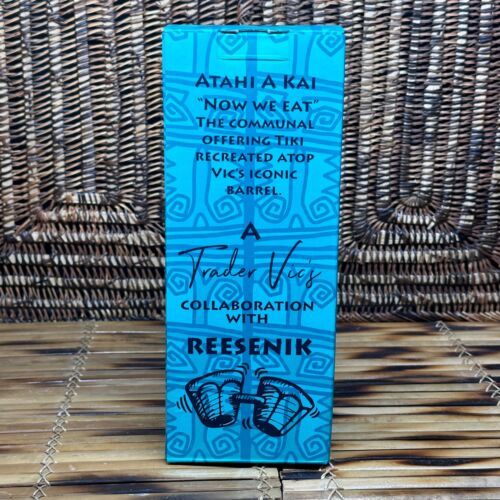 Atahi A Kai
"Now we eat"
The communal
offering Tiki
recreated atop
Vic's iconic
barrel.
A
Trader Vic's
collaboration
with
REESENIK